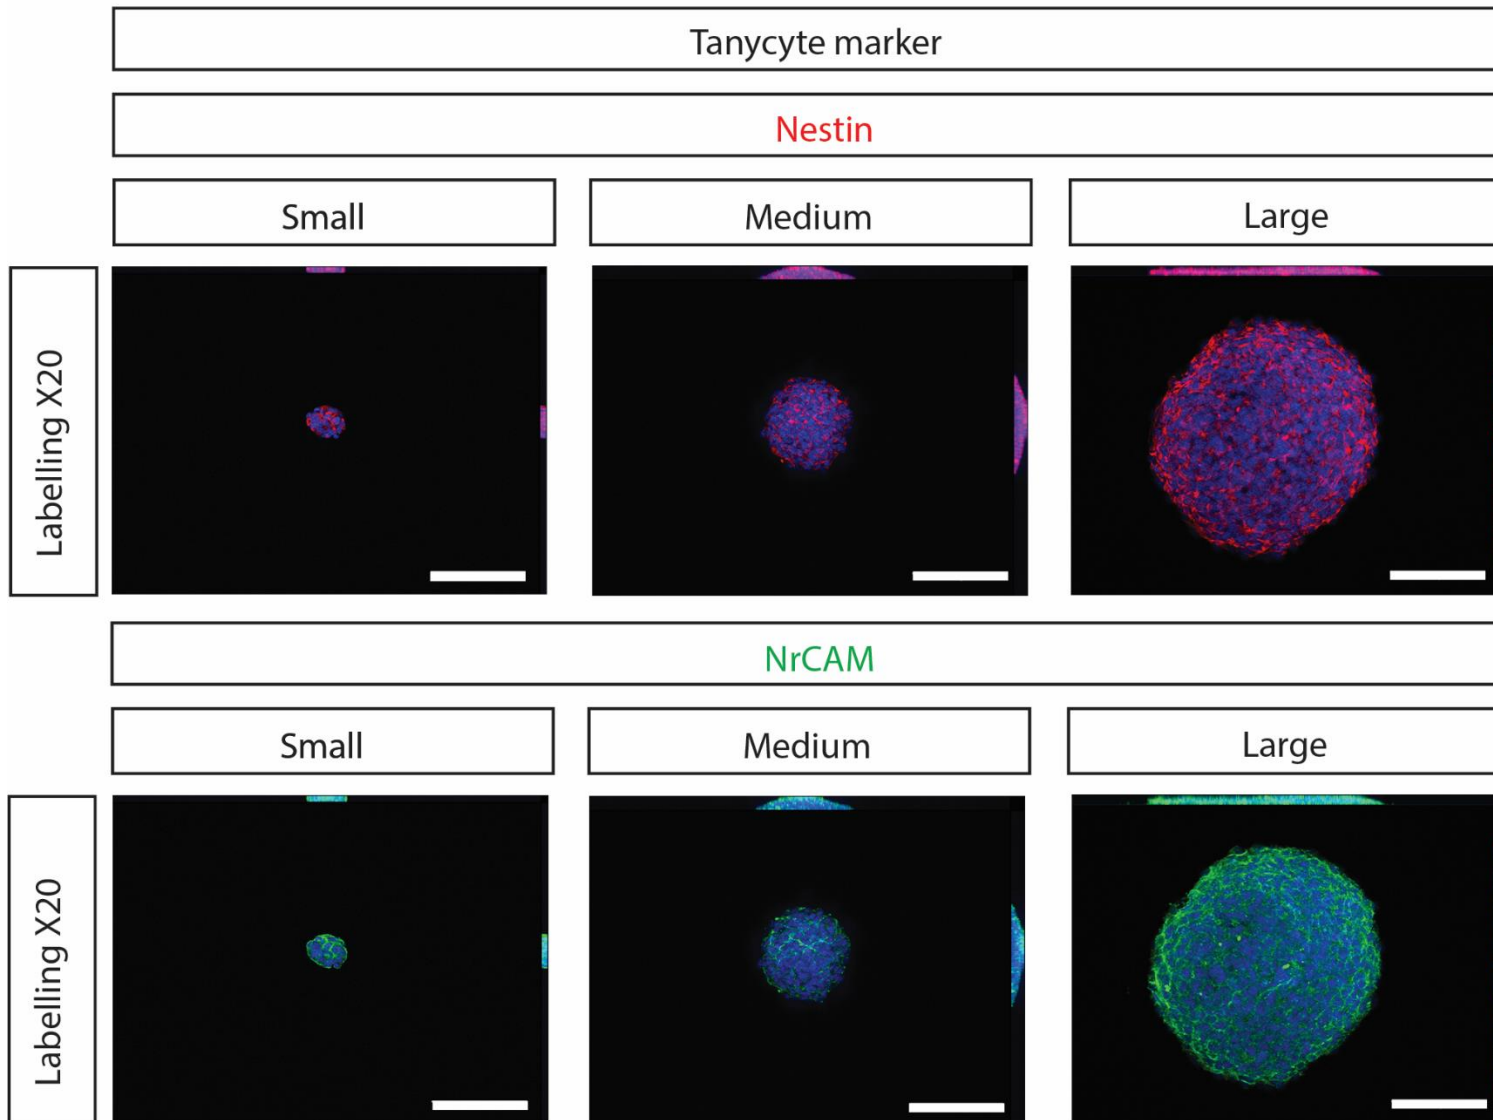 Tanycyte marker
Nestin
Small
Medium
Large
Labelling X20
NrCAM
Small
Medium
Large
Labelling X20